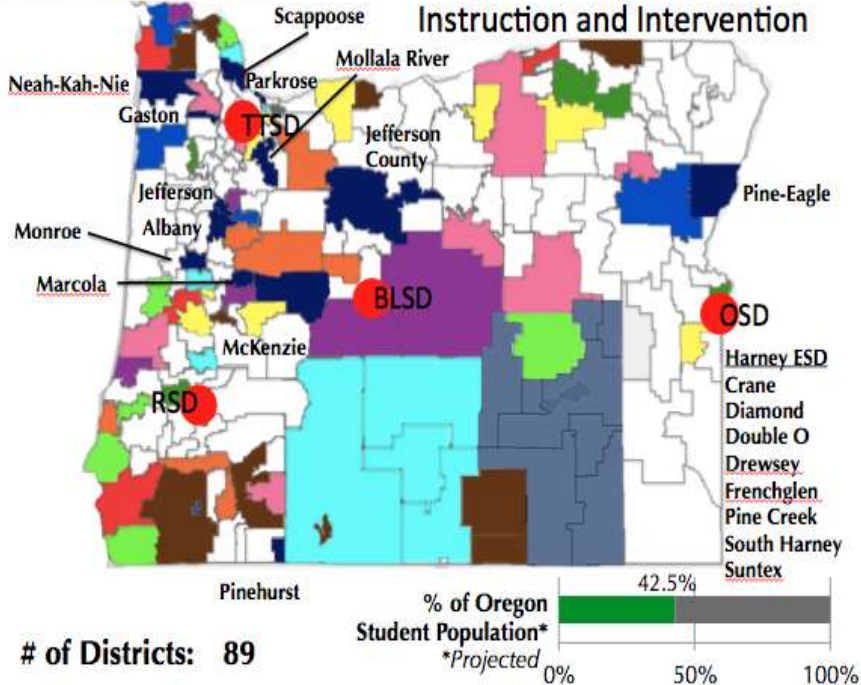 Instruction and Intervention
Scappoose
Mollala River
Neah-Kah-Nie
Parkrose
Gaston
TTSD
Jefferson
County
Jefferson
Pine-Eagle
Albany
Monroe
Marcola
BLSD
OSD
McKenzie
Harney ESD
RSD
Crane
Diamond
Double O
Drewsey
Frenchglen
Pine Creek
South Harney
Suntex
Pinehurst
42.5%
% of Oregon
Student Population*
*Projected
0%
50%
100%
# of Districts: 89